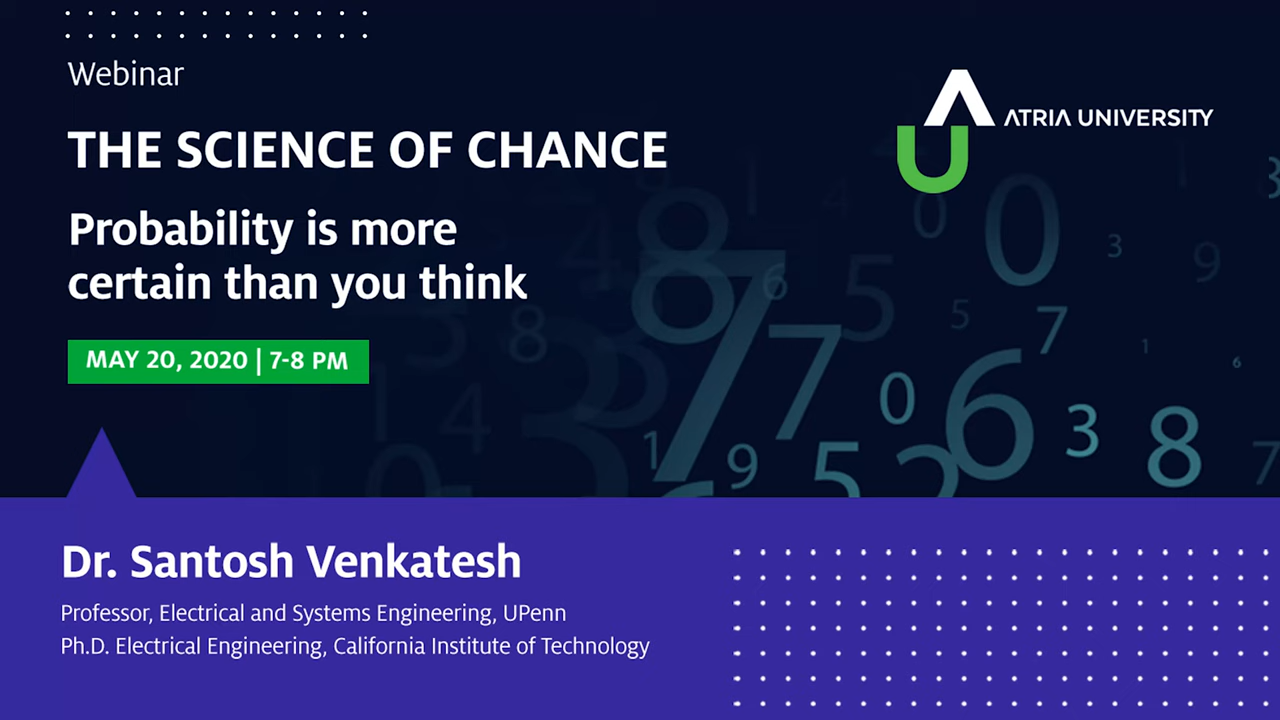 Webinar
THE SCIENCE OF CHANCE
Probability is more
certain than you think
MAY 20, 2020 | 7-8 PM
ATRIA UNIVERSITY
Dr. Santosh Venkatesh
Professor, Electrical and Systems Engineering, UPenn
Ph.D. Electrical Engineering, California Institute of Technology